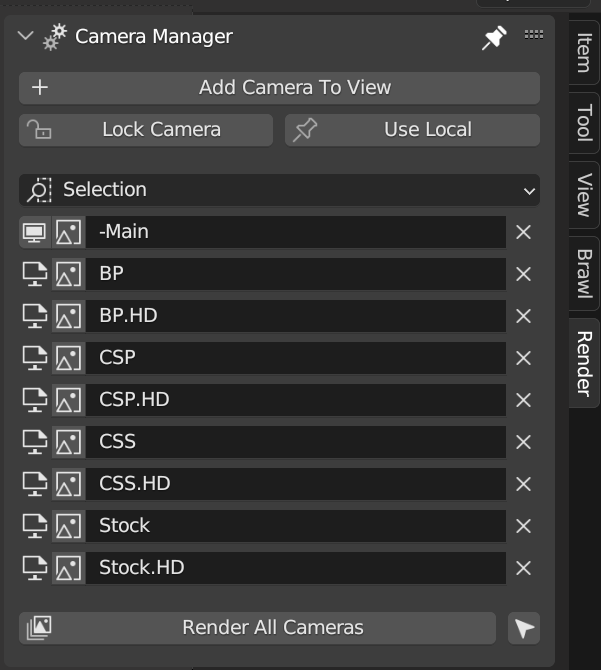 Camera Manager
Add Camera To View
Lock Camera
Use Local
Selection
-Main
BP
BP.HD
CSP
CSP.HD
CSS
CSS.HD
Stock
Stock.HD
Render All Cameras
Item
Tool
View
Brawl
Render